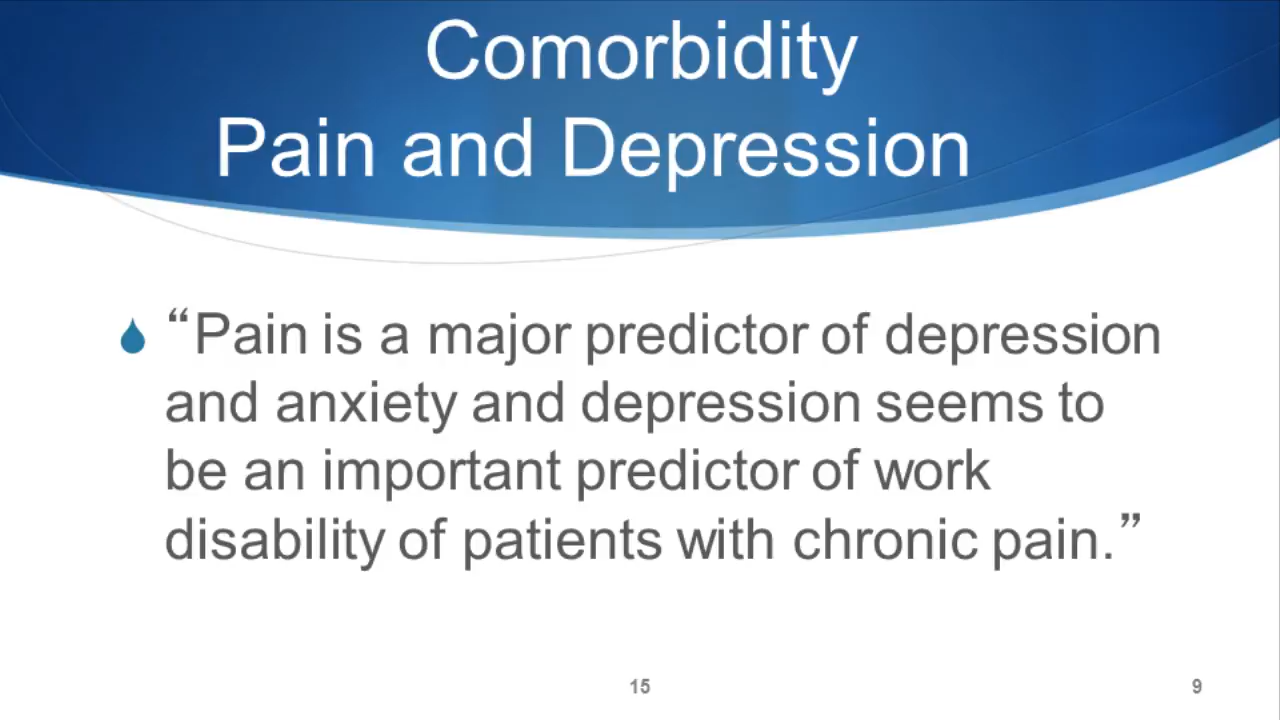 Comorbidity
Pain and Depression
“Pain is a major predictor of depression
and anxiety and depression seems to
be an important predictor of work
disability of patients with chronic pain.”
15
9